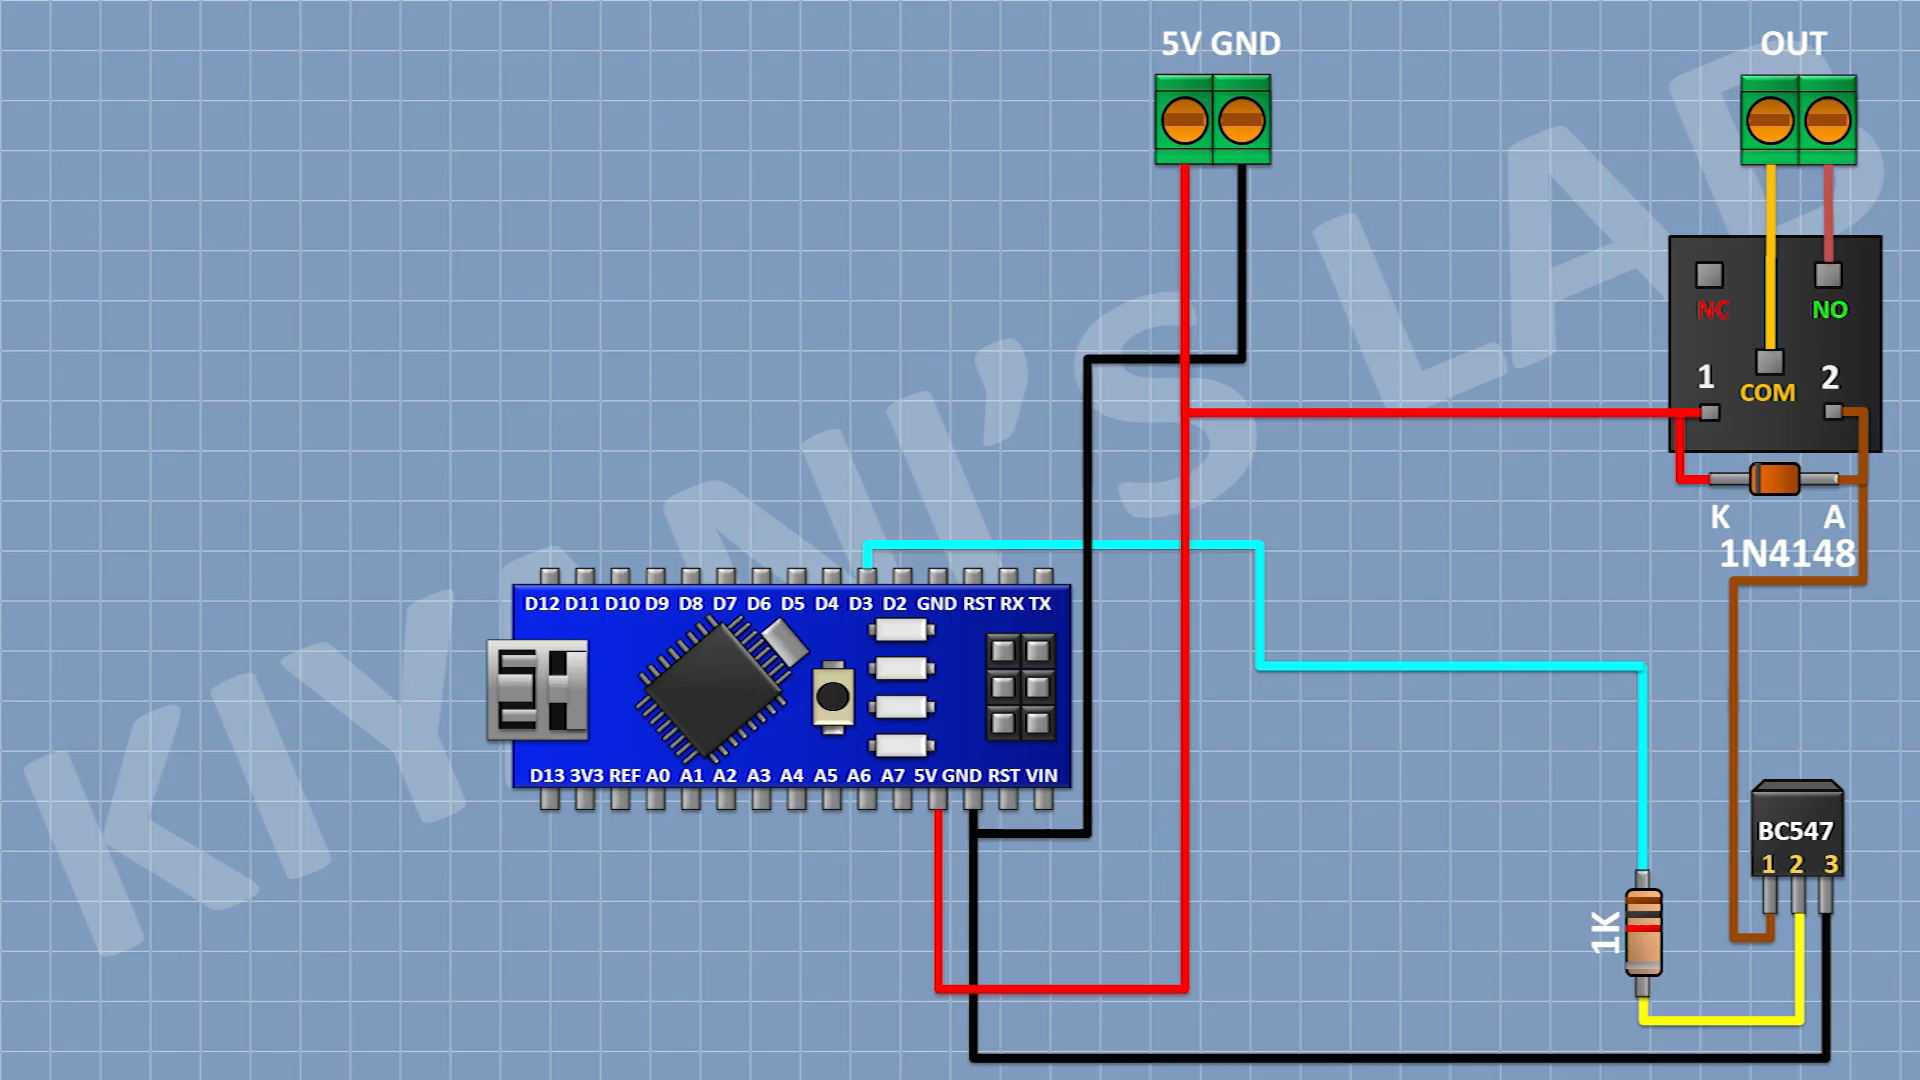 5V GND
OUT
NC
NO
1
2
COM
K
A
1N4148
D12 D11 D10 D9 D8 D7 D6 D5 D4 D3 D2 GND RST RX TX
D13 3V3 REF A0 A1 A2 A3 A4 A5 A6 A7 5V GND RST VIN
BC547
1 2 3
1K
KIYANI'S LAB